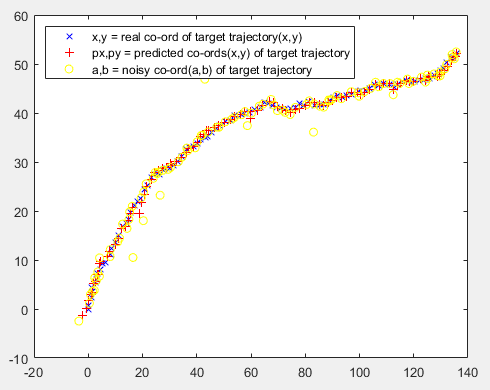 60
x,y = real co-ord of target trajectory(x,y)
px,py = predicted co-ords(x,y) of target trajectory
a,b = noisy co-ord(a,b) of target trajectory
50
40
30
20
10
0
-10
-20 0 20 40 60 80 100 120 140